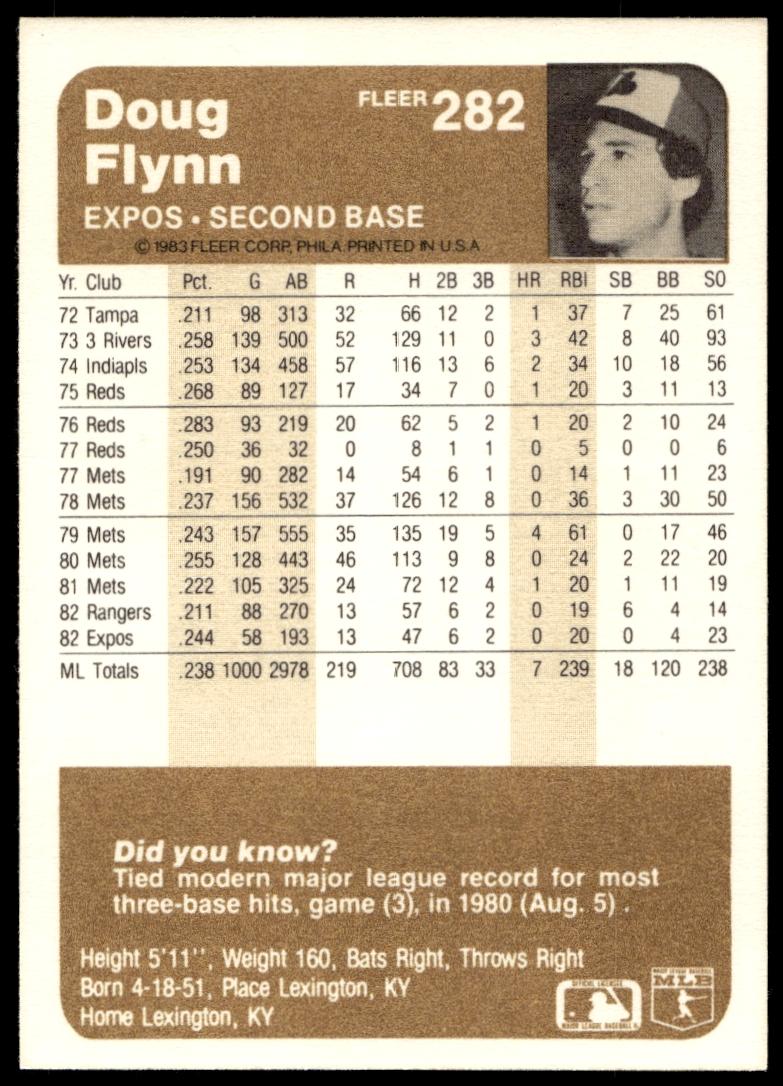 Doug
Flynn
FLEER 282
EXPOS • SECOND BASE
© 1983 FLEER CORP., PHILA. PRINTED IN U.S.A
Yr. Club Pct. G AB R H 2B 3B HR RBI SB BB SO
72 Tampa .211 98 313 32 66 12 2 1 37 7 25 61
73 3 Rivers .258 139 500 52 129 11 0 3 42 8 40 93
74 Indiapls .253 134 458 57 116 13 6 2 34 10 18 56
75 Reds .268 89 127 17 34 7 0 1 20 3 11 13
76 Reds .283 93 219 20 62 5 2 1 20 2 10 24
77 Reds .250 36 32 0 8 1 1 0 5 0 0 6
77 Mets .191 90 282 14 54 6 1 0 14 1 11 23
78 Mets .237 156 532 37 126 12 8 0 36 3 30 50
79 Mets .243 157 555 35 135 19 5 4 61 0 17 46
80 Mets .255 128 443 46 113 9 8 0 24 2 22 20
81 Mets .222 105 325 24 72 12 4 1 20 1 11 19
82 Rangers .211 88 270 13 57 6 2 0 19 6 4 14
82 Expos .244 58 193 13 47 6 2 0 20 0 4 23
ML Totals .238 1000 2978 219 708 83 33 7 239 18 120 238
Did you know?
Tied modern major league record for most
three-base hits, game (3), in 1980 (Aug. 5) .
Height 5'11'', Weight 160, Bats Right, Throws Right
Born 4-18-51, Place Lexington, KY
Home Lexington, KY
OFFICIAL LICENSEE
MAJOR LEAGUE BASEBALL
MAJOR LEAGUE BASEBALL
MLB